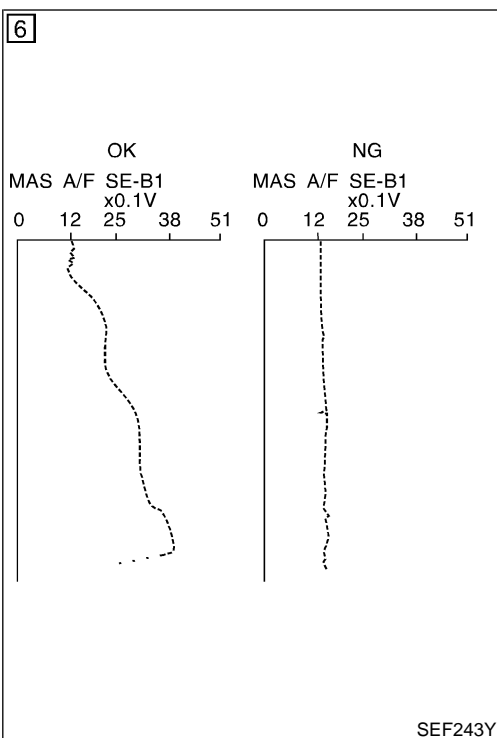 6
OK
MAS A/F SE-B1
x0.1V
0 12 25 38 51
NG
MAS A/F SE-B1
x0.1V
0 12 25 38 51
SEF243Y